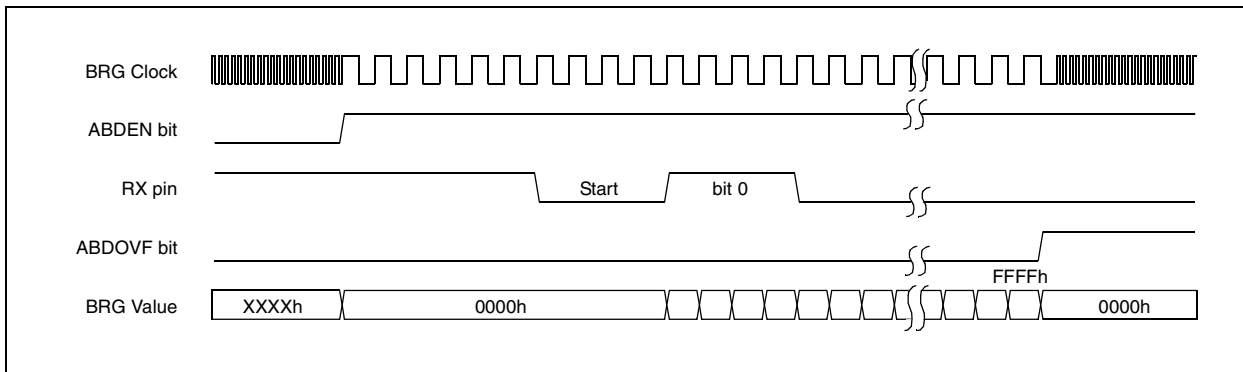 BRG Clock
ABDEN bit
RX pin
Start
bit 0
ABDOVF bit
FFFFh
BRG Value
XXXXh
0000h
0000h